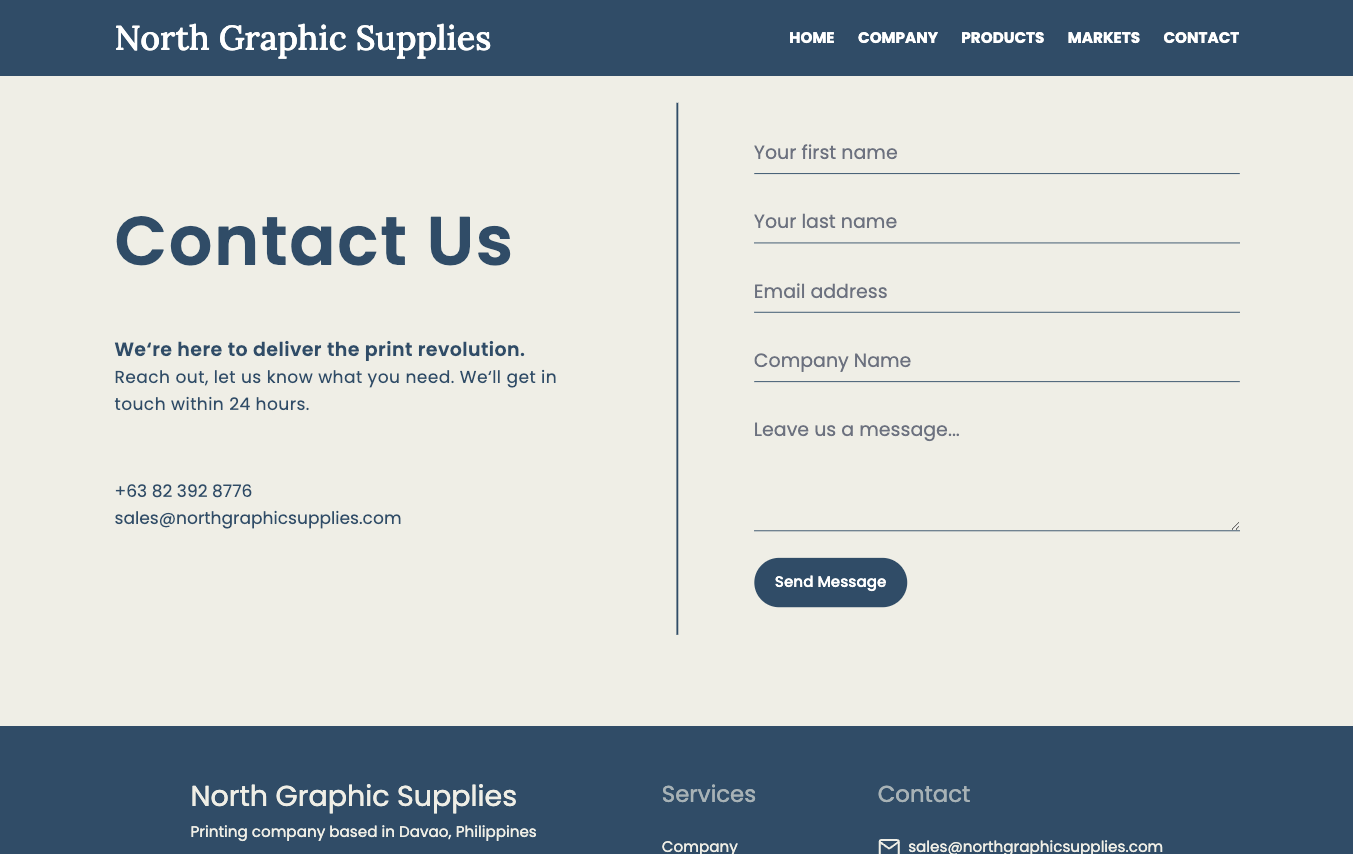 North Graphic Supplies
HOME COMPANY PRODUCTS MARKETS CONTACT
Contact Us
We‘re here to deliver the print revolution.
Reach out, let us know what you need. We‘ll get in
touch within 24 hours.
+63 82 392 8776
sales@northgraphicsupplies.com
Your first name
Your last name
Email address
Company Name
Leave us a message...
Send Message
North Graphic Supplies
Printing company based in Davao, Philippines
Services
Company
Contact
sales@northgraphicsupplies.com